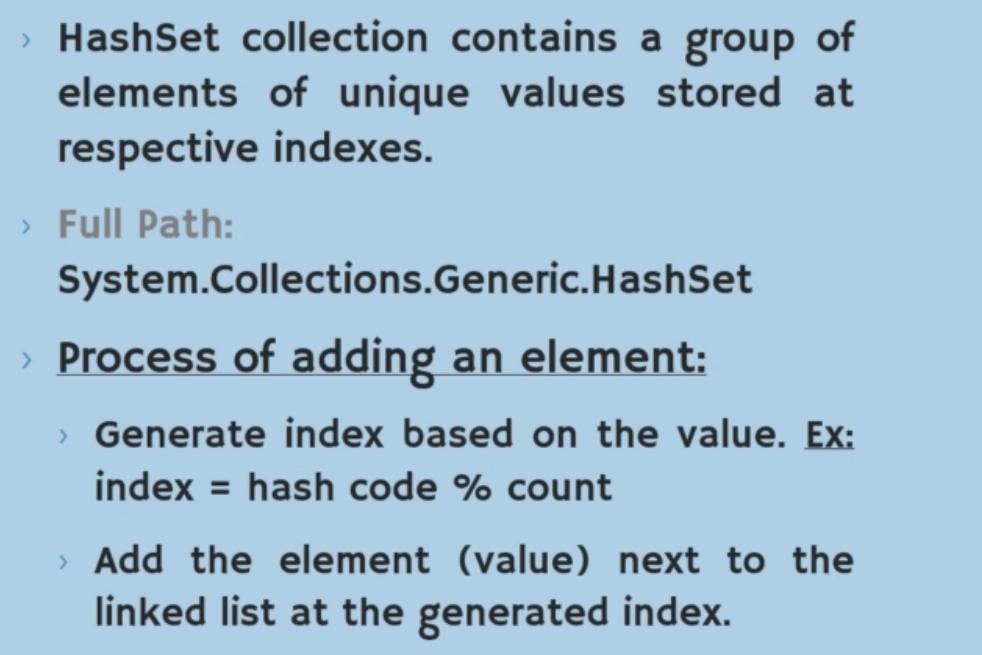 HashSet collection contains a group of
elements of unique values stored at
respective indexes.
Full Path:
System.Collections.Generic.HashSet
Process of adding an element:
Generate index based on the value. Ex:
index = hash code % count
Add the element (value) next to the
linked list at the generated index.